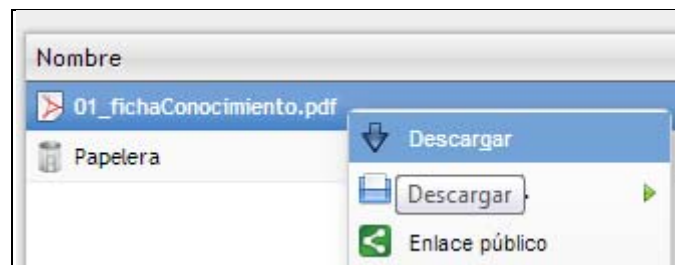 Nombre
01_fichaConocimiento.pdf
Descargar
Papelera
Descargar
Enlace público